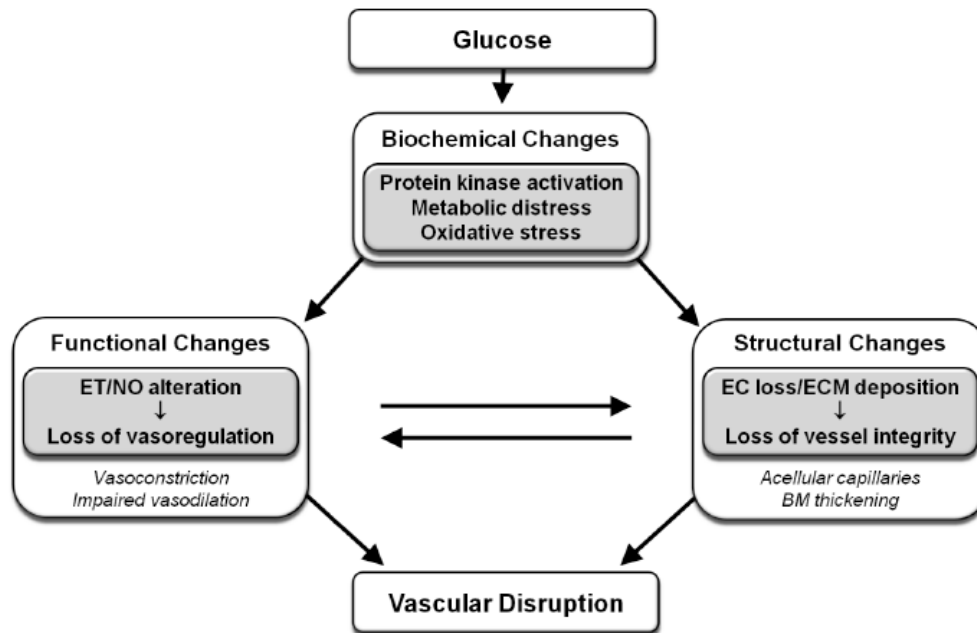 Glucose
Biochemical Changes
Protein kinase activation
Metabolic distress
Oxidative stress
Functional Changes
ET/NO alteration
↓
Loss of vasoregulation
Vasoconstriction
Impaired vasodilation
Structural Changes
EC loss/ECM deposition
↓
Loss of vessel integrity
Acellular capillaries
BM thickening
Vascular Disruption